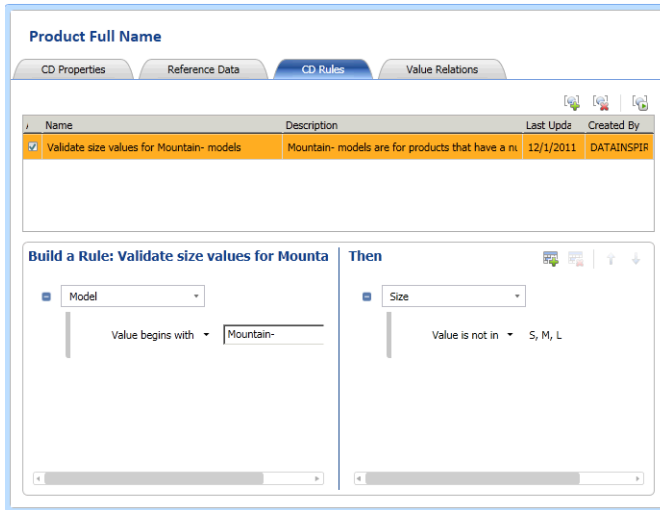 Product Full Name
CD Properties Reference Data CD Rules Value Relations
/ Name Description Last Upda Created By
Validate size values for Mountain- models Mountain- models are for products that have a nu 12/1/2011 DATAINSPIR
Build a Rule: Validate size values for Mounta Then
Model Size
Value begins with Mountain- Value is not in S, M, L